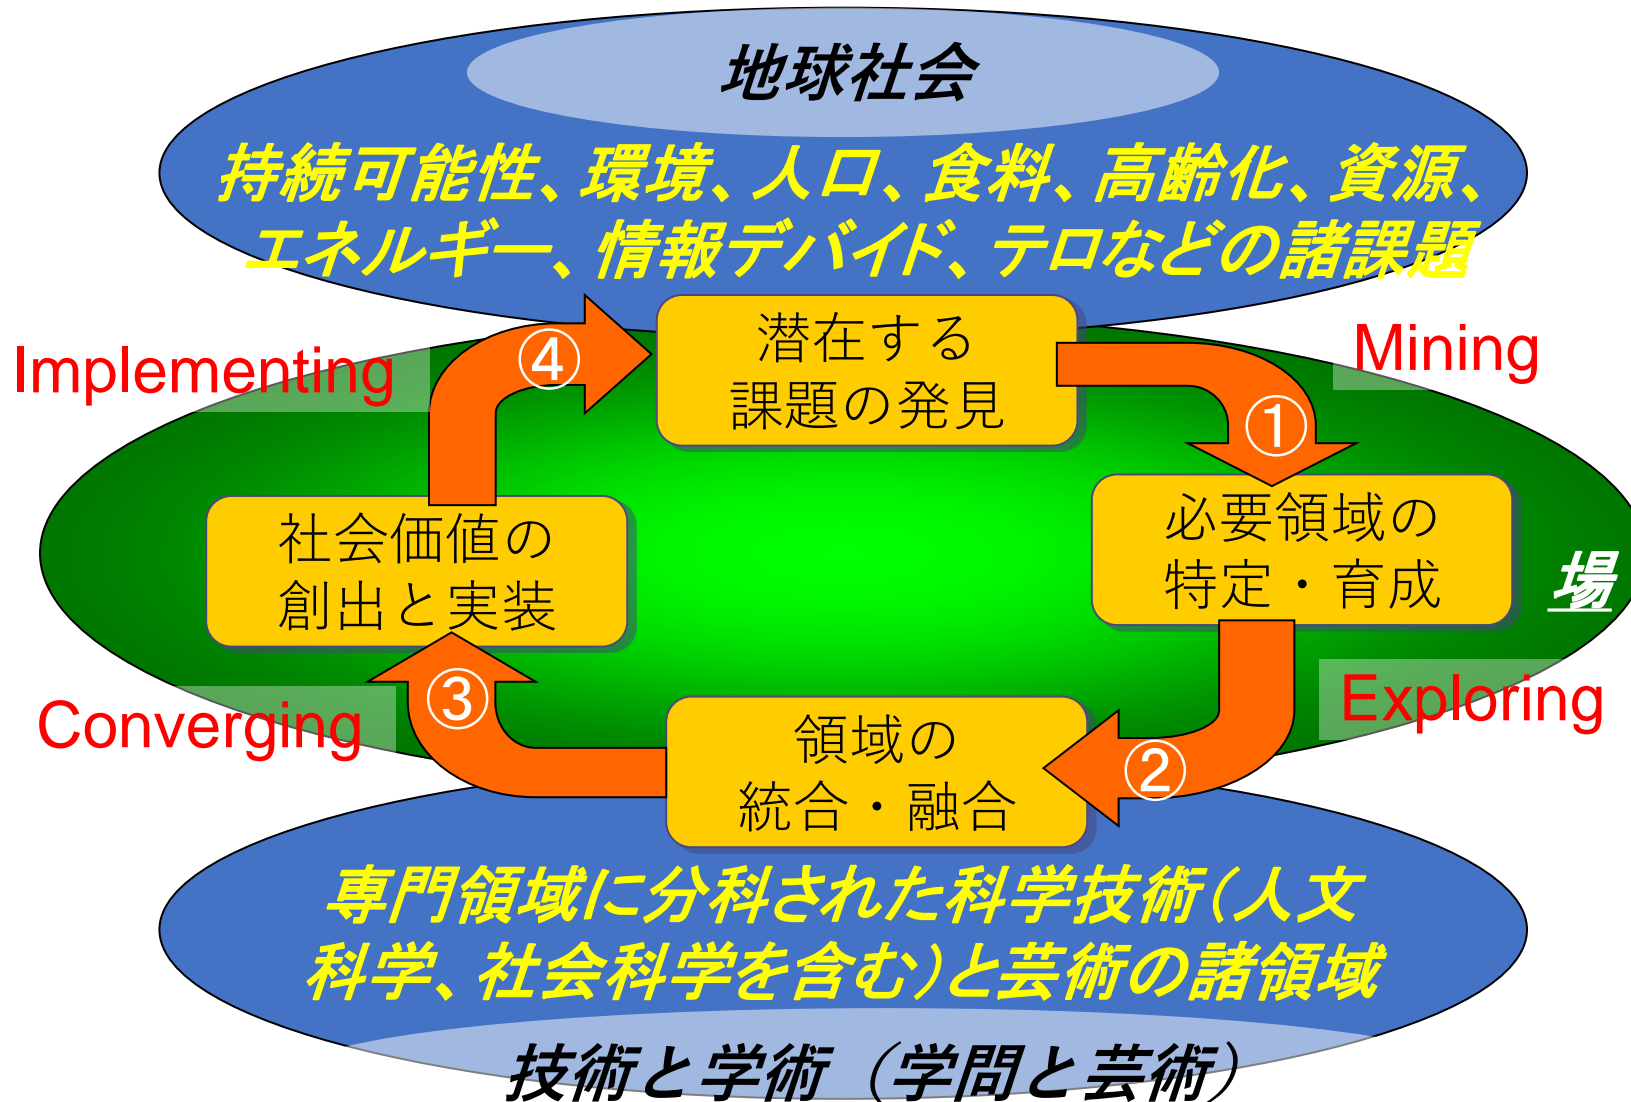 地球社会
持続可能性、環境、人口、食料、高齢化、資源、
エネルギー、情報デバイド、テロなどの諸課題
Implementing
④
潜在する
課題の発見
Mining
①
社会価値の
創出と実装
必要領域の
特定・育成
場
Converging
③
領域の
統合・融合
②
Exploring
専門領域に分科された科学技術（人文
科学、社会科学を含む）と芸術の諸領域
技術と学術（学問と芸術）